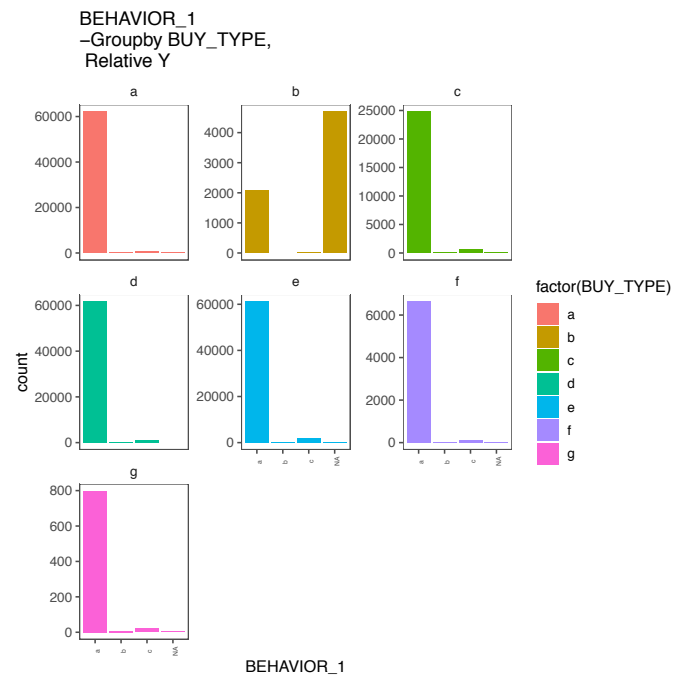 BEHAVIOR_1
−Groupby BUY_TYPE,
Relative Y
a
b
c
60000
40000
20000
0
4000
3000
2000
1000
0
25000
20000
15000
10000
5000
0
d
e
f
60000
40000
20000
0
60000
40000
20000
0
6000
4000
2000
0
a
b
c
NA
a
b
c
NA
g
800
600
400
200
0
a
b
c
NA
count
BEHAVIOR_1
factor(BUY_TYPE)
a
b
c
d
e
f
g